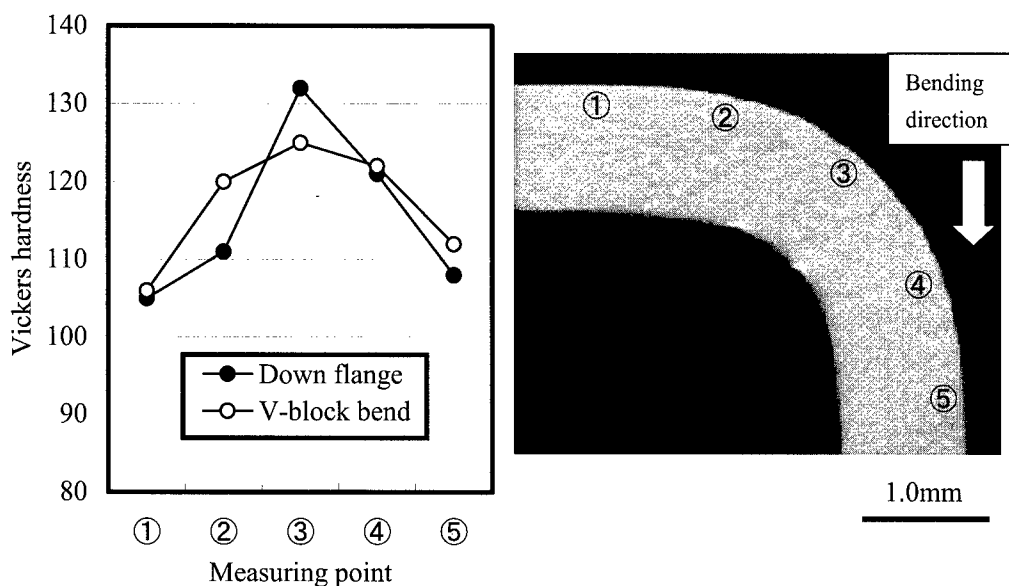 140
130
120
110
100
90
80
Vickers hardness
Down flange
V-block bend
① ② ③ ④ ⑤
Measuring point
①
②
③
④
⑤
Bending
direction
1.0mm